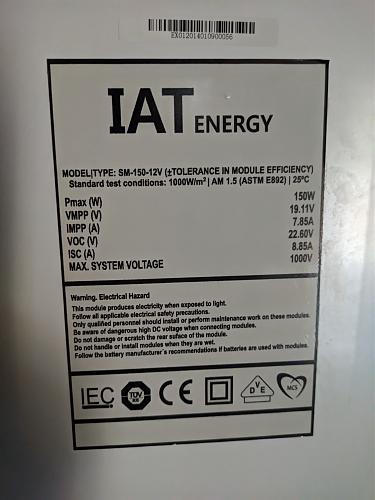 EX012014010900056
IAT ENERGY
MODEL|TYPE: SM-150-12V (±TOLERANCE IN MODULE EFFICIENCY)
Standard test conditions: 1000W/m² | AM 1.5 (ASTM E892) | 25ºC
Pmax (W) 150W
VMPP (V) 19.11V
IMPP (A) 7.85A
VOC (V) 22.60V
ISC (A) 8.85A
MAX. SYSTEM VOLTAGE 1000V
Warning. Electrical Hazard
This module produces electricity when exposed to light.
Follow all applicable electrical safety precautions.
Only qualified personnel should install or perform maintenance work on these modules.
Be aware of dangerous high DC voltage when connecting modules.
Do not damage or scratch the rear surface of the module.
Do not handle or install modules when they are wet.
Follow the battery manufacturer´s recommendations if batteries are used with modules.
IEC TÜV CE D V E MCS